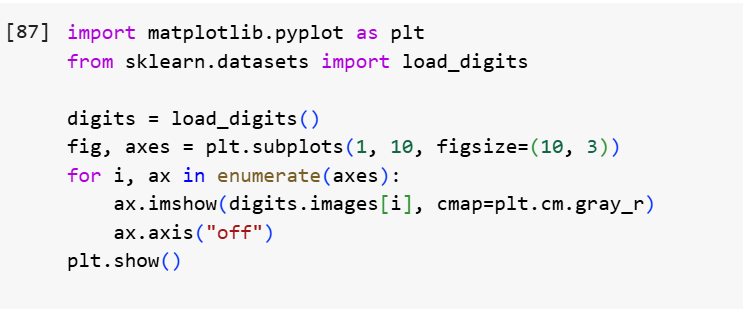 [87] import matplotlib.pyplot as plt
from sklearn.datasets import load_digits
digits = load_digits()
fig, axes = plt.subplots(1, 10, figsize=(10, 3))
for i, ax in enumerate(axes):
    ax.imshow(digits.images[i], cmap=plt.cm.gray_r)
    ax.axis("off")
plt.show()